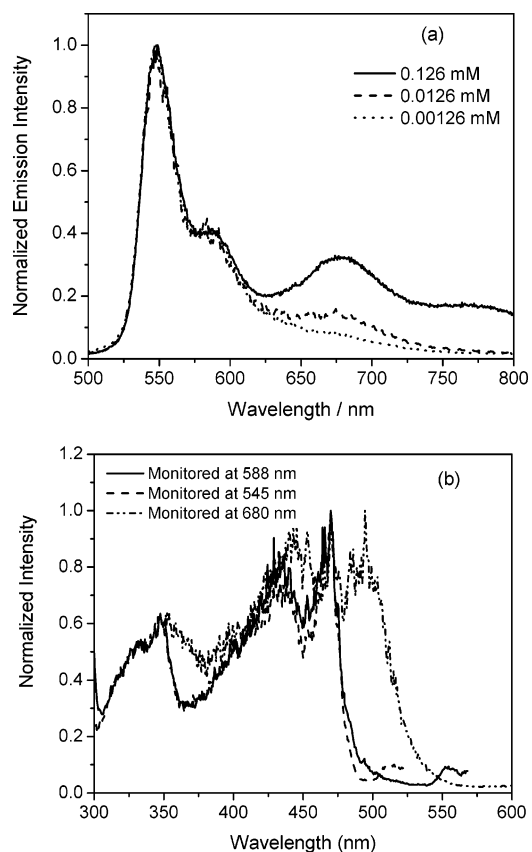 (a)
0.126 mM
0.0126 mM
0.00126 mM
Normalized Emission Intensity
1.0
0.8
0.6
0.4
0.2
0.0
500 550 600 650 700 750 800
Wavelength / nm
(b)
Monitored at 588 nm
Monitored at 545 nm
Monitored at 680 nm
Normalized Intensity
1.2
1.0
0.8
0.6
0.4
0.2
0.0
300 350 400 450 500 550 600
Wavelength (nm)